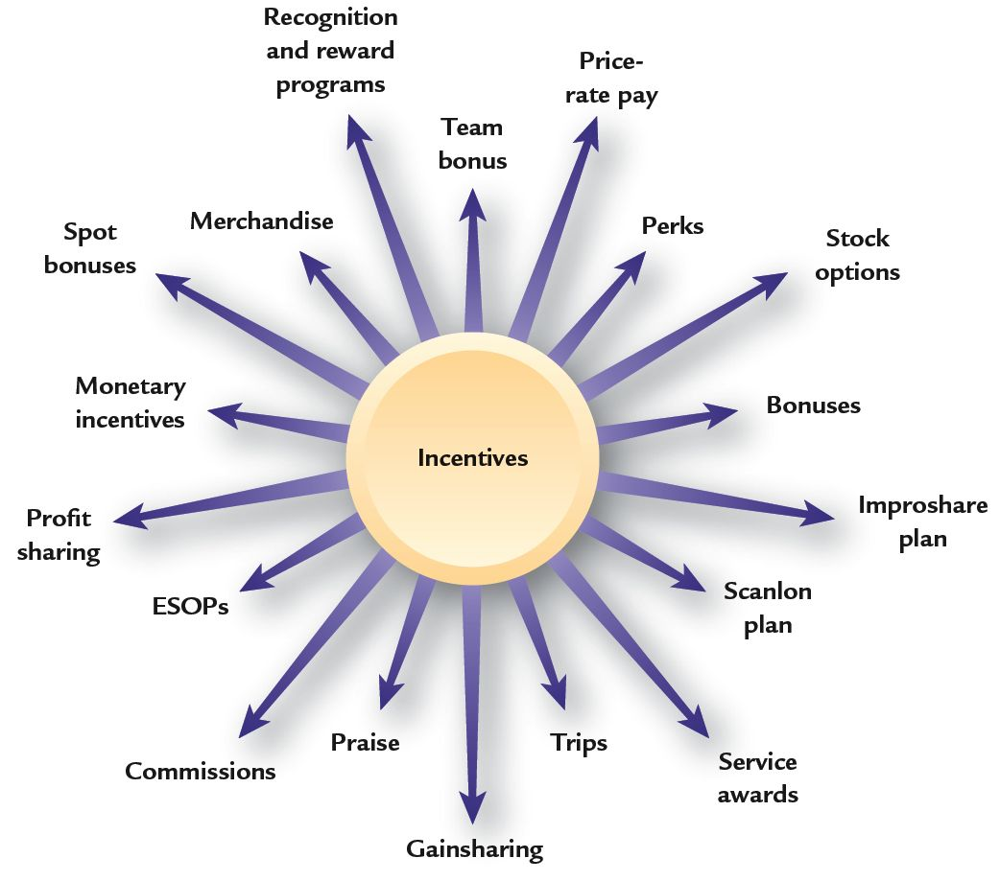 Recognition
and reward
programs
Price-
rate pay
Team
bonus
Merchandise
Perks
Spot
bonuses
Stock
options
Monetary
incentives
Bonuses
Incentives
Profit
sharing
Improshare
plan
ESOPs
Scanlon
plan
Praise
Trips
Commissions
Service
awards
Gainsharing